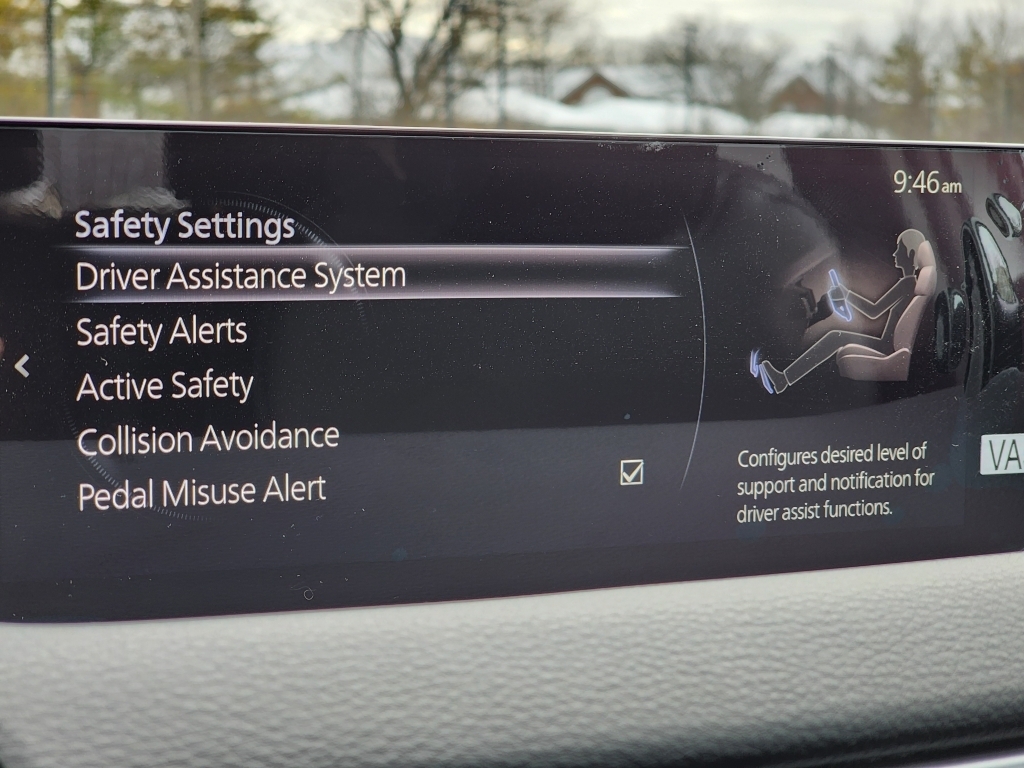 9:46am
Safety Settings
Driver Assistance System
Safety Alerts
Active Safety
Collision Avoidance
Pedal Misuse Alert
Configures desired level of
support and notification for
driver assist functions.
VA